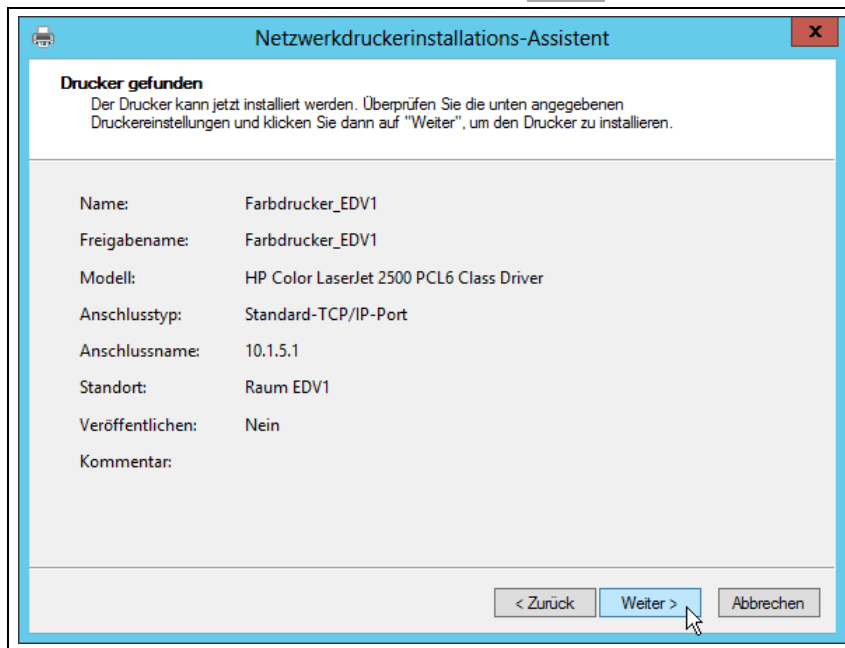 Netzwerkdruckerinstallations-Assistent
x
Drucker gefunden
Der Drucker kann jetzt installiert werden. Überprüfen Sie die unten angegebenen
Druckereinstellungen und klicken Sie dann auf "Weiter", um den Drucker zu installieren.
Name: Farbdrucker_EDV1
Freigabename: Farbdrucker_EDV1
Modell: HP Color LaserJet 2500 PCL6 Class Driver
Anschlusstyp: Standard-TCP/IP-Port
Anschlussname: 10.1.5.1
Standort: Raum EDV1
Veröffentlichen: Nein
Kommentar:
< Zurück Weiter > Abbrechen